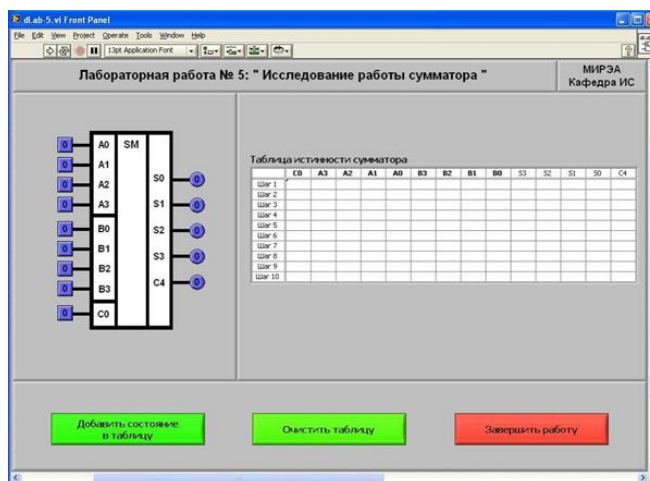 dLab-5.vi Front Panel
File Edit View Project Operate Tools Window Help
13pt Application Font
Лабораторная работа № 5: " Исследование работы сумматора "
МИРЭА
Кафедра ИС
0 A0 SM
0 A1
0 A2 S0 0
0 A3 S1 0
0 B0 S2 0
0 B1 S3 0
0 B2 C4 0
0 B3
0 C0
Таблица истинности сумматора
C0 A3 A2 A1 A0 B3 B2 B1 B0 S3 S2 S1 S0 C4
Шаг 1
Шаг 2
Шаг 3
Шаг 4
Шаг 5
Шаг 6
Шаг 7
Шаг 8
Шаг 9
Шаг 10
Добавить состояние
в таблицу
Очистить таблицу
Завершить работу